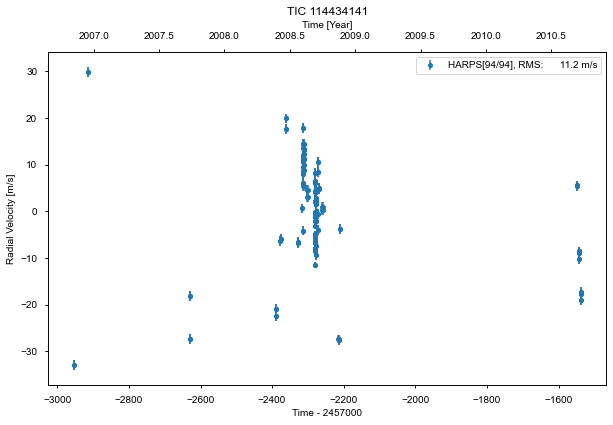 TIC 114434141
Time [Year]
2007.0 2007.5 2008.0 2008.5 2009.0 2009.5 2010.0 2010.5
HARPS[94/94], RMS: 11.2 m/s
Radial Velocity [m/s]
30
20
10
0
−10
−20
−30
−3000 −2800 −2600 −2400 −2200 −2000 −1800 −1600
Time - 2457000